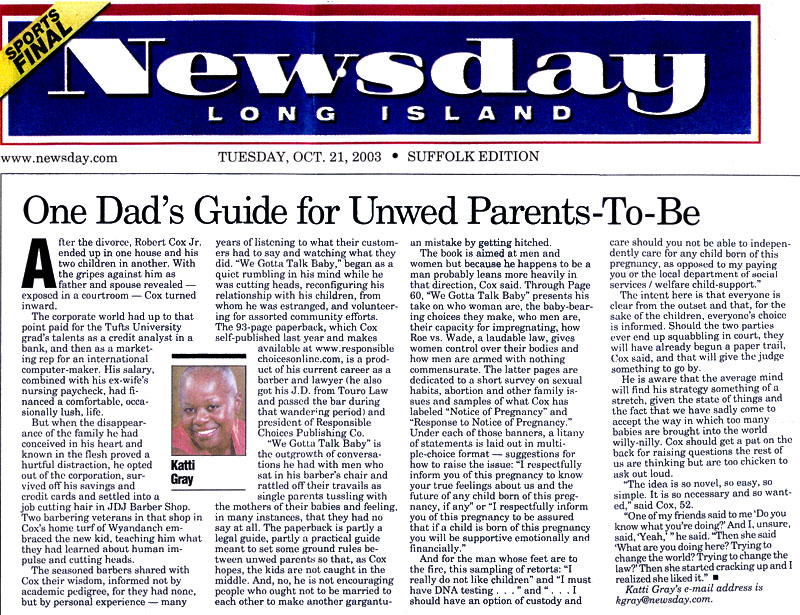 SPORTS
FINAL
Newsday
LONG ISLAND
www.newsday.com
TUESDAY, OCT. 21, 2003 • SUFFOLK EDITION
One Dad's Guide for Unwed Parents-To-Be
After the divorce, Robert Cox Jr.
ended up in one house and his
two children in another. With
the gripes against him as
father and spouse revealed —
exposed in a courtroom — Cox turned
inward.
The corporate world had up to that
point paid for the Tufts University
grad's talents as a credit analyst in a
bank, and then as a market-
ing rep for an international
computer-maker. His salary,
combined with his ex-wife's
nursing paycheck, had fi-
nanced a comfortable, occa-
sionally lush, life.
But when the disappear-
ance of the family he had
conceived in his heart and
known in the flesh proved a
hurtful distraction, he opted
out of the corporation, sur-
vived off his savings and
credit cards and settled into a
job cutting hair in JDJ Barber Shop.
Two barbering veterans in that shop in
Cox's home turf of Wyandanch em-
braced the new kid, teaching him what
they had learned about human im-
pulse and cutting heads.
The seasoned barbers shared with
Cox their wisdom, informed not by
academic pedigree, for they had none,
but by personal experience — many
Katti
Gray
years of listening to what their custom-
ers had to say and watching what they
did. "We Gotta Talk Baby," began as a
quiet rumbling in his mind while he
was cutting heads, reconfiguring his
relationship with his children, from
whom he was estranged, and volunteer-
ing for assorted community efforts.
The 93-page paperback, which Cox
self-published last year and makes
available at www.responsible
choicesonline.com, is a prod-
uct of his current career as a
barber and lawyer (he also
got his J.D. from Touro Law
and passed the bar during
that wandering period) and
president of Responsible
Choices Publishing Co.
"We Gotta Talk Baby" is
the outgrowth of conversa-
tions he had with men who
sat in his barber's chair and
rattled off their travails as
single parents tussling with
the mothers of their babies and feeling,
in many instances, that they had no
say at all. The paperback is partly a
legal guide, partly a practical guide
meant to set some ground rules be-
tween unwed parents so that, as Cox
hopes, the kids are not caught in the
middle. And, no, he is not encouraging
people who ought not to be married to
each other to make another gargantu-
an mistake by getting hitched.
The book is aimed at men and
women but because he happens to be a
man probably leans more heavily in
that direction, Cox said. Through Page
60, "We Gotta Talk Baby" presents his
take on who woman are, the baby-bear-
ing choices they make, who men are,
their capacity for impregnating, how
Roe vs. Wade, a laudable law, gives
women control over their bodies and
how men are armed with nothing
commensurate. The latter pages are
dedicated to a short survey on sexual
habits, abortion and other family is-
sues and samples of what Cox has
labeled "Notice of Pregnancy" and
"Response to Notice of Pregnancy."
Under each of those banners, a litany
of statements is laid out in multi-
ple-choice format — suggestions for
how to raise the issue: "I respectfully
inform you of this pregnancy to know
your true feelings about us and the
future of any child born of this preg-
nancy, if any" or "I respectfully inform
you of this pregnancy to be assured
that if a child is born of this pregnancy
you will be supportive emotionally and
financially."
And for the man whose feet are to
the fire, this sampling of retorts: "I
really do not like children" and "I must
have DNA testing . . ." and ". . . I
should have an option of custody and
care should you not be able to indepen-
dently care for any child born of this
pregnancy, as opposed to my paying
you or the local department of social
services / welfare child-support."
The intent here is that everyone is
clear from the outset and that, for the
sake of the children, everyone's choice
is informed. Should the two parties
ever end up squabbling in court, they
will have already begun a paper trail,
Cox said, and that will give the judge
something to go by.
He is aware that the average mind
will find his strategy something of a
stretch, given the state of things and
the fact that we have sadly come to
accept the way in which too many
babies are brought into the world
willy-nilly. Cox should get a pat on the
back for raising questions the rest of
us are thinking but are too chicken to
ask out loud.
"The idea is so novel, so easy, so
simple. It is so necessary and so want-
ed," said Cox, 52.
"One of my friends said to me 'Do you
know what you're doing?' And I, unsure,
said, 'Yeah,' " he said. "Then she said
'What are you doing here? Trying to
change the world? Trying to change the
law?' Then she started cracking up and I
realized she liked it." ■
Katti Gray's e-mail address is
kgray@newsday.com.